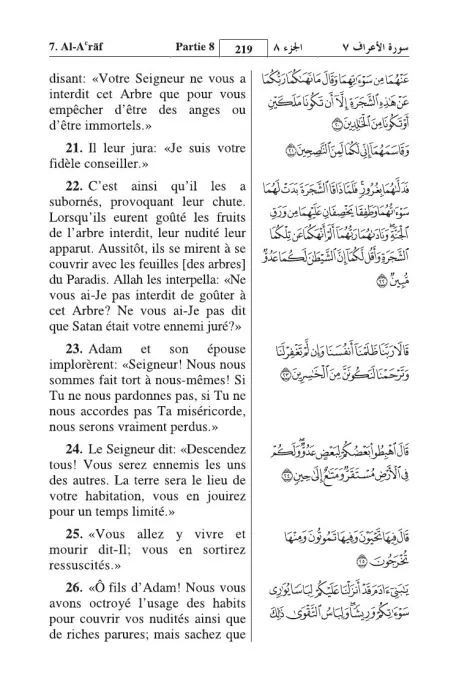 7. Al-Aʿrāf
Partie 8
219
الجزء ٨
سورة الأعراف ٧
disant: «Votre Seigneur ne vous a
interdit cet Arbre que pour vous
empêcher d’être des anges ou
d’être immortels.»
21. Il leur jura: «Je suis votre
fidèle conseiller.»
22. C’est ainsi qu’il les a
subornés, provoquant leur chute.
Lorsqu’ils eurent goûté les fruits
de l’arbre interdit, leur nudité leur
apparut. Aussitôt, ils se mirent à se
couvrir avec les feuilles [des arbres]
du Paradis. Allah les interpella: «Ne
vous ai-Je pas interdit de goûter à
cet Arbre? Ne vous ai-Je pas dit
que Satan était votre ennemi juré?»
23. Adam et son épouse
implorèrent: «Seigneur! Nous nous
sommes fait tort à nous-mêmes! Si
Tu ne nous pardonnes pas, si Tu ne
nous accordes pas Ta miséricorde,
nous serons vraiment perdus.»
24. Le Seigneur dit: «Descendez
tous! Vous serez ennemis les uns
des autres. La terre sera le lieu de
votre habitation, vous en jouirez
pour un temps limité.»
25. «Vous allez y vivre et
mourir dit-Il; vous en sortirez
ressuscités.»
26. «Ô fils d’Adam! Nous vous
avons octroyé l’usage des habits
pour couvrir vos nudités ainsi que
de riches parures; mais sachez que
عَنْهُمَا مِن سَوْءَٰتِهِمَا وَقَالَ مَا نَهَىٰكُمَا رَبُّكُمَا
عَنْ هَٰذِهِ ٱلشَّجَرَةِ إِلَّآ أَن تَكُونَا مَلَكَيْنِ
أَوْ تَكُونَا مِنَ ٱلْخَٰلِدِينَ ٢٠
وَقَاسَمَهُمَآ إِنِّى لَكُمَا لَمِنَ ٱلنَّٰصِحِينَ ٢١
فَدَلَّىٰهُمَا بِغُرُورٍ فَلَمَّا ذَاقَا ٱلشَّجَرَةَ بَدَتْ لَهُمَا
سَوْءَٰتُهُمَا وَطَفِقَا يَخْصِفَانِ عَلَيْهِمَا مِن وَرَقِ
ٱلْجَنَّةِ وَنَادَىٰهُمَا رَبُّهُمَآ أَلَمْ أَنْهَكُمَا عَن تِلْكُمَا
ٱلشَّجَرَةِ وَأَقُل لَّكُمَآ إِنَّ ٱلشَّيْطَٰنَ لَكُمَا عَدُوٌّ
مُّبِينٌ ٢٢
قَالَا رَبَّنَا ظَلَمْنَآ أَنفُسَنَا وَإِن لَّمْ تَغْفِرْ لَنَا
وَتَرْحَمْنَا لَنَكُونَنَّ مِنَ ٱلْخَٰسِرِينَ ٢٣
قَالَ ٱهْبِطُوا۟ بَعْضُكُمْ لِبَعْضٍ عَدُوٌّ وَلَكُمْ
فِى ٱلْأَرْضِ مُسْتَقَرٌّ وَمَتَٰعٌ إِلَىٰ حِينٍ ٢٤
قَالَ فِيهَا تَحْيَوْنَ وَفِيهَا تَمُوتُونَ وَمِنْهَا
تُخْرَجُونَ ٢٥
يَٰبَنِىٓ ءَادَمَ قَدْ أَنزَلْنَا عَلَيْكُمْ لِبَاسًا يُوَٰرِى
سَوْءَٰتِكُمْ وَرِيشًا وَلِبَاسُ ٱلتَّقْوَىٰ ذَٰلِكَ